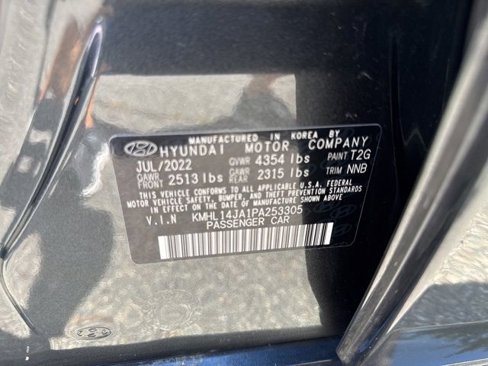 MANUFACTURED IN KOREA BY
HYUNDAI MOTOR COMPANY
JUL/2022 GVWR 4354 lbs PAINT T2G
GAWR FRONT 2513 lbs GAWR REAR 2315 lbs TRIM NNB
THIS VEHICLE CONFORMS TO ALL APPLICABLE U.S.A. FEDERAL
MOTOR VEHICLE SAFETY, BUMPER, AND THEFT PREVENTION
STANDARDS IN EFFECT ON THE DATE OF MANUFACTURE SHOWN ABOVE.
V.I.N KMHL14JA1PA253305
PASSENGER CAR